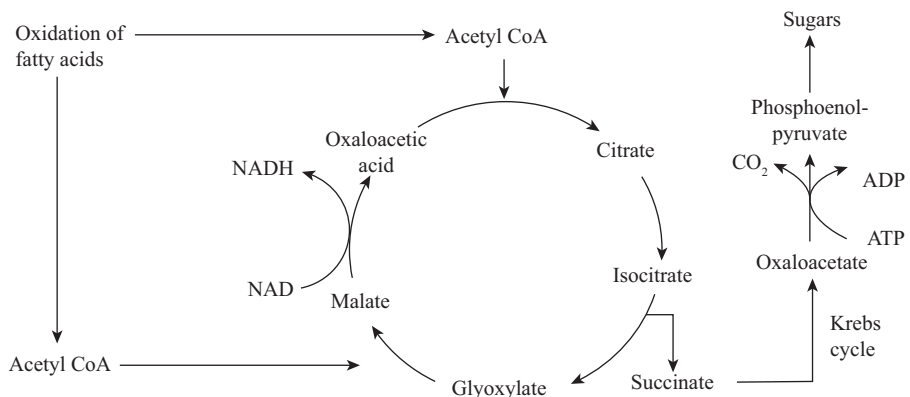 Oxidation of
fatty acids
Acetyl CoA
Sugars
Phosphoenol-
pyruvate
Oxaloacetic
acid
Citrate
NADH
CO₂
ADP
ATP
Oxaloacetate
Isocitrate
NAD
Malate
Krebs
cycle
Acetyl CoA
Glyoxylate
Succinate